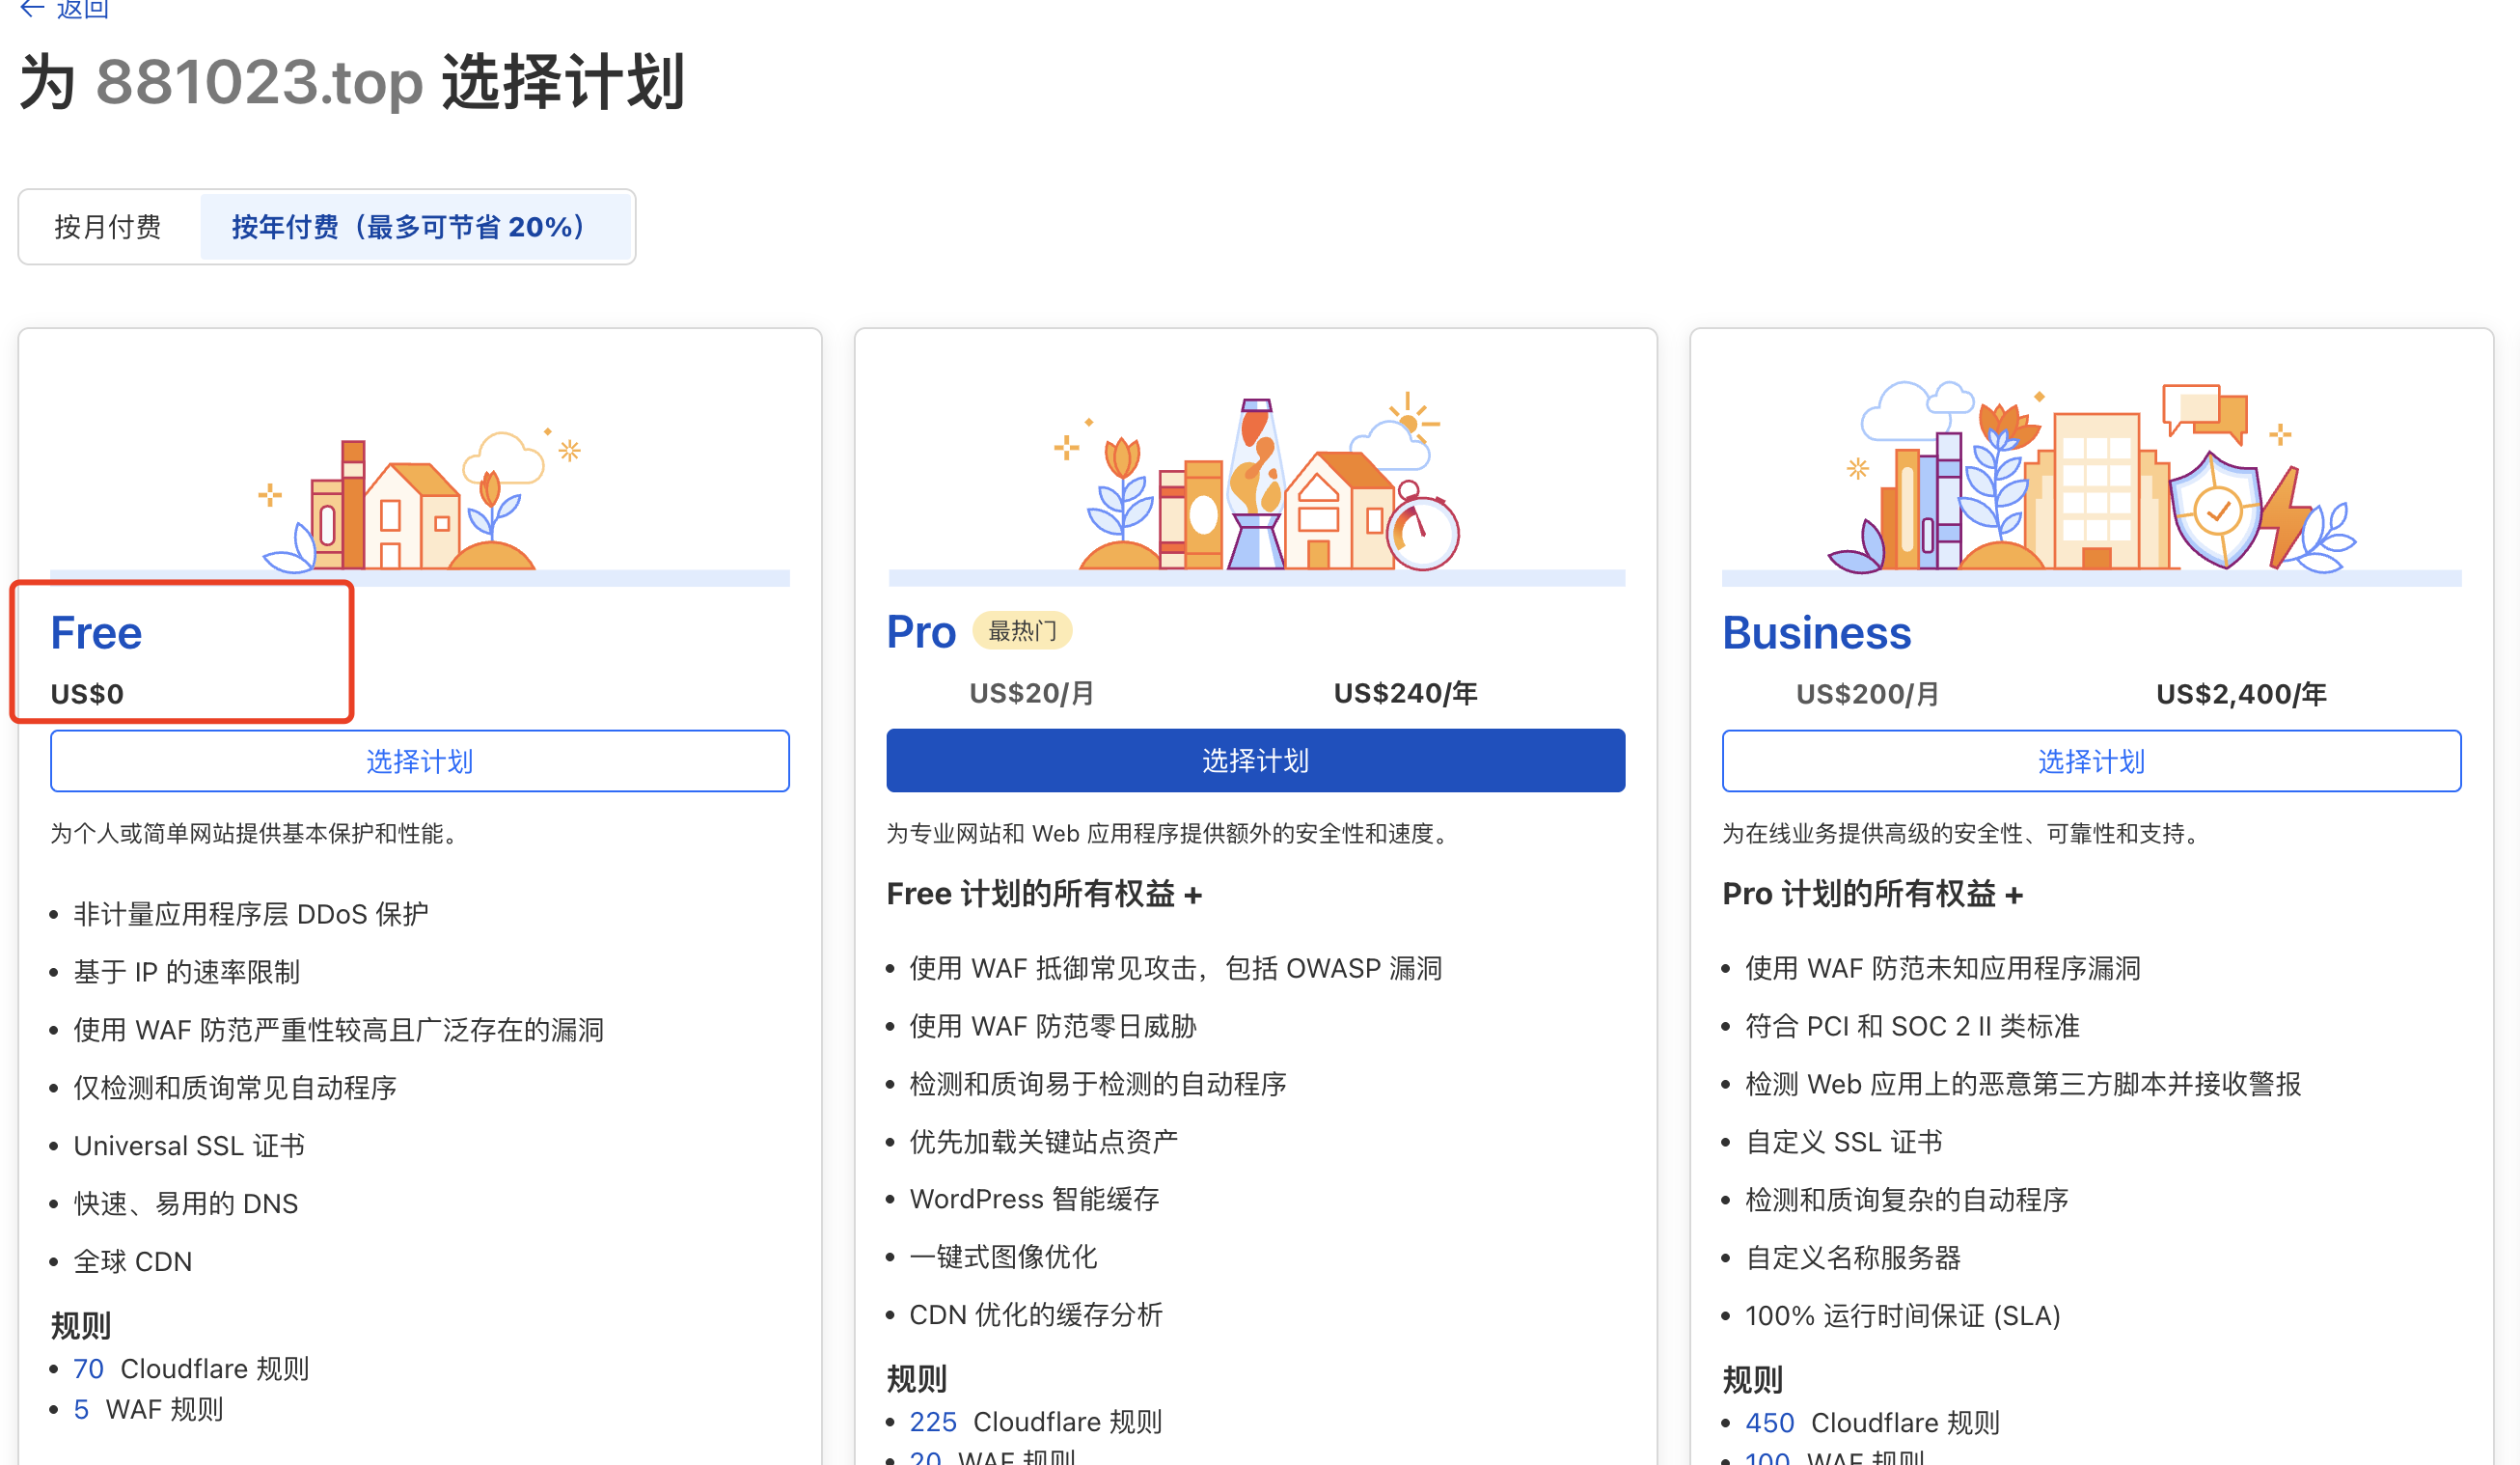 返回
为 881023.top 选择计划
按月付费
按年付费（最多可节省 20%）
Free
US$0
选择计划
为个人或简单网站提供基本保护和性能。
非计量应用程序层 DDoS 保护
基于 IP 的速率限制
使用 WAF 防范严重性较高且广泛存在的漏洞
仅检测和质询常见自动程序
Universal SSL 证书
快速、易用的 DNS
全球 CDN
规则
70 Cloudflare 规则
5 WAF 规则
Pro 最热门
US$20/月 US$240/年
选择计划
为专业网站和 Web 应用程序提供额外的安全性和速度。
Free 计划的所有权益 +
使用 WAF 抵御常见攻击，包括 OWASP 漏洞
使用 WAF 防范零日威胁
检测和质询易于检测的自动程序
优先加载关键站点资产
WordPress 智能缓存
一键式图像优化
CDN 优化的缓存分析
规则
225 Cloudflare 规则
20 WAF 规则
Business
US$200/月 US$2,400/年
选择计划
为在线业务提供高级的安全性、可靠性和支持。
Pro 计划的所有权益 +
使用 WAF 防范未知应用程序漏洞
符合 PCI 和 SOC 2 II 类标准
检测 Web 应用上的恶意第三方脚本并接收警报
自定义 SSL 证书
检测和质询复杂的自动程序
自定义名称服务器
100% 运行时间保证 (SLA)
规则
450 Cloudflare 规则
100 WAF 规则